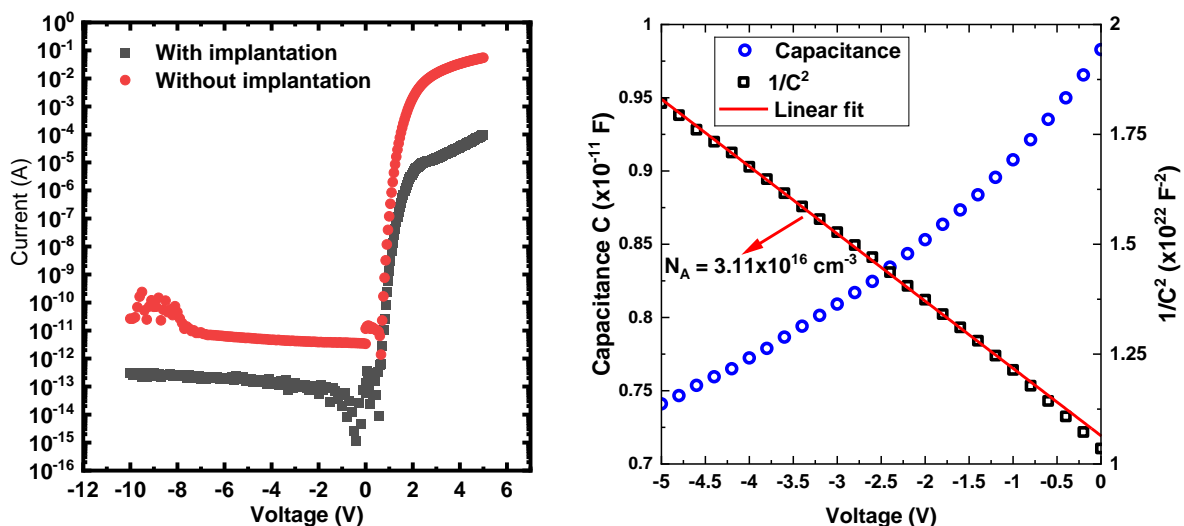 With implantation
Without implantation
Current (A)
10^0
10^-1
10^-2
10^-3
10^-4
10^-5
10^-6
10^-7
10^-8
10^-9
10^-10
10^-11
10^-12
10^-13
10^-14
10^-15
10^-16
-12 -10 -8 -6 -4 -2 0 2 4 6
Voltage (V)
Capacitance
1/C^2
Linear fit
N_A = 3.11x10^16 cm^-3
Capacitance C (x10^-11 F)
1
0.95
0.9
0.85
0.8
0.75
0.7
-5 -4.5 -4 -3.5 -3 -2.5 -2 -1.5 -1 -0.5 0
Voltage (V)
2
1.75
1.5
1.25
1
1/C^2 (x10^22 F^-2)